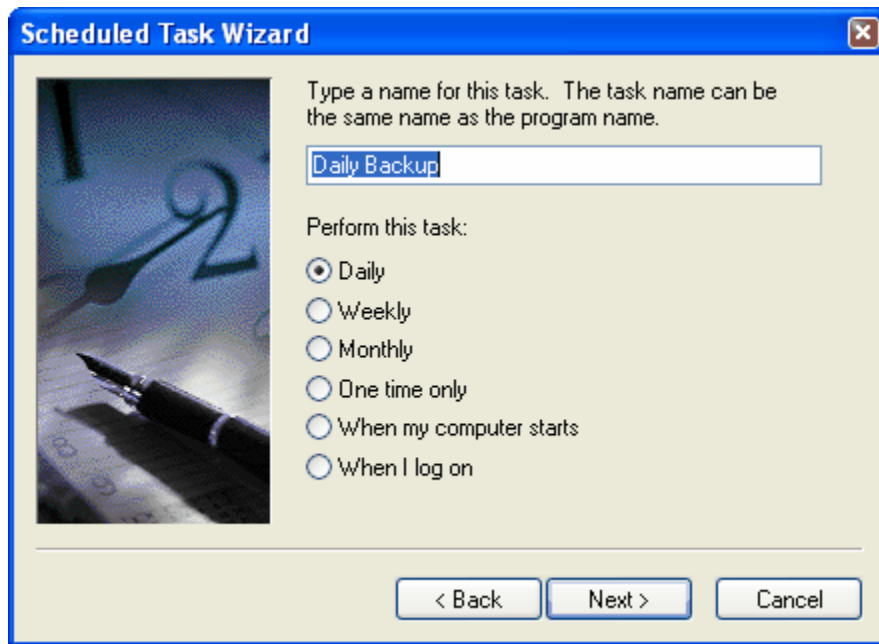 Scheduled Task Wizard
Type a name for this task. The task name can be
the same name as the program name.
Daily Backup
Perform this task:
Daily
Weekly
Monthly
One time only
When my computer starts
When I log on
< Back
Next >
Cancel